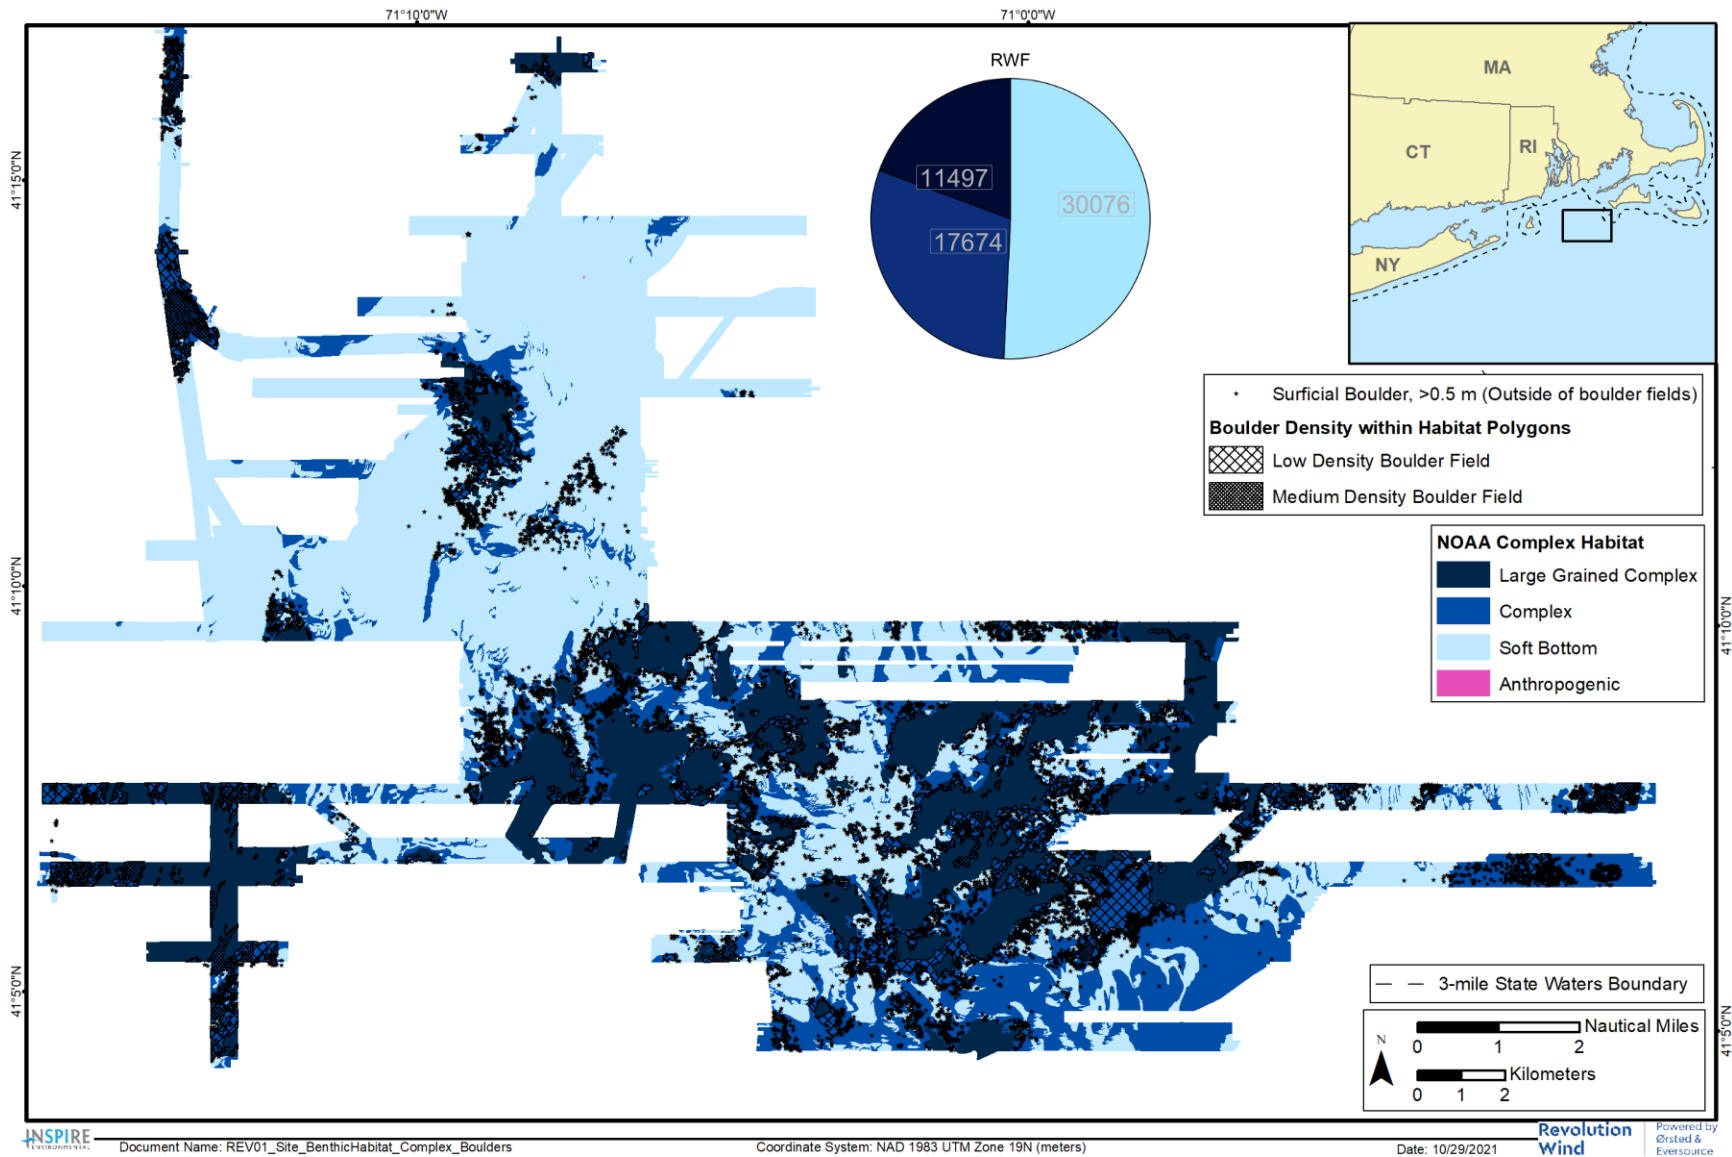 71°10'0"W
71°0'0"W
RWF
11497
30076
17674
MA
CT
RI
NY
41°15'0"N
41°10'0"N
41°5'0"N
41°10'0"N
41°5'0"N
Surficial Boulder, >0.5 m (Outside of boulder fields)
Boulder Density within Habitat Polygons
Low Density Boulder Field
Medium Density Boulder Field
NOAA Complex Habitat
Large Grained Complex
Complex
Soft Bottom
Anthropogenic
3-mile State Waters Boundary
N
Nautical Miles
0 1 2
Kilometers
0 1 2
INSPIRE
ENVIRONMENTAL
Document Name: REV01_Site_BenthicHabitat_Complex_Boulders
Coordinate System: NAD 1983 UTM Zone 19N (meters)
Date: 10/29/2021
Revolution
Wind
Powered by
Ørsted &
Eversource